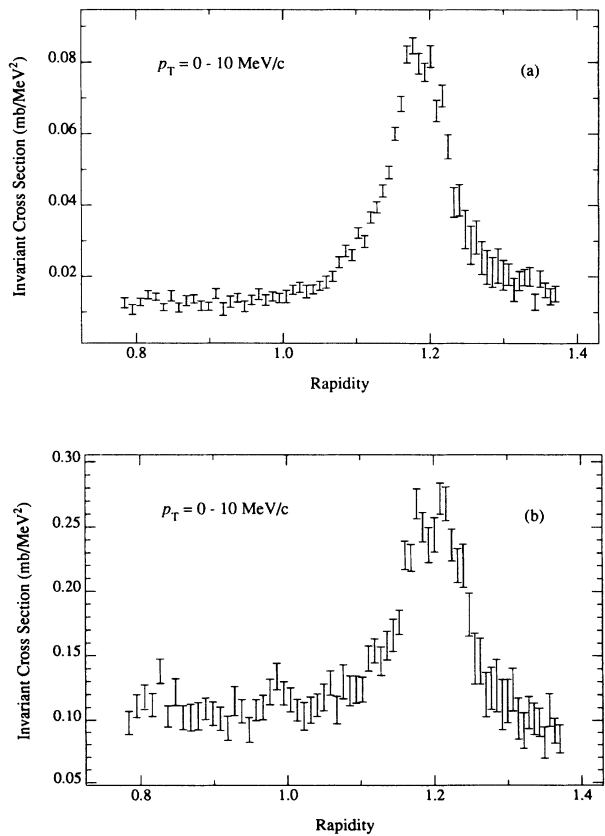 0.08
0.06
0.04
0.02
Invariant Cross Section (mb/MeV²)
p_T = 0 - 10 MeV/c
(a)
0.8 1.0 1.2 1.4
Rapidity
0.30
0.25
0.20
0.15
0.10
0.05
Invariant Cross Section (mb/MeV²)
p_T = 0 - 10 MeV/c
(b)
0.8 1.0 1.2 1.4
Rapidity